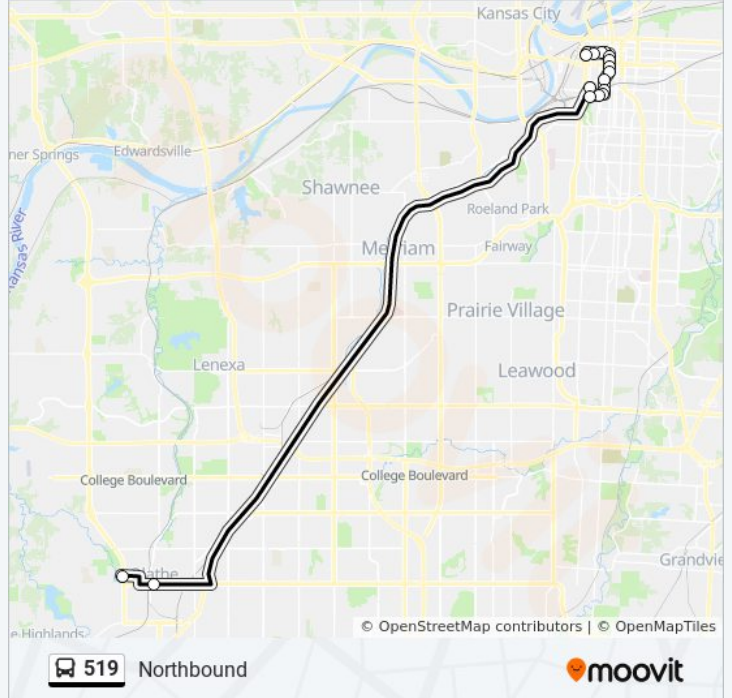 Kansas City
ner Springs
Edwardsville
Shawnee
Roeland Park
ansas River
Merriam
Fairway
Prairie Village
Lenexa
Leawood
College Boulevard
College Boulevard
Olathe
Grandvie
e Highlands
© OpenStreetMap contributors | © OpenMapTiles
519 Northbound
moovit